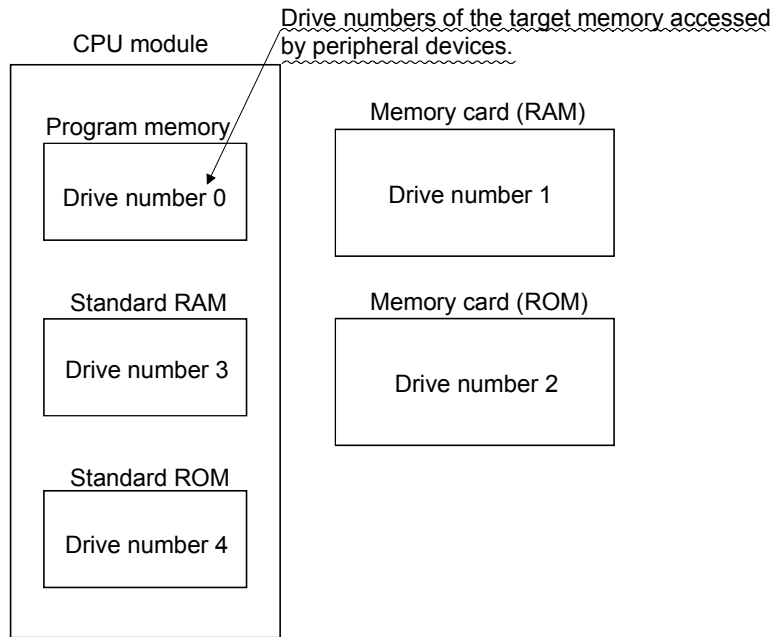 Drive numbers of the target memory accessed
by peripheral devices.
CPU module
Program memory
Drive number 0
Memory card (RAM)
Drive number 1
Standard RAM
Drive number 3
Memory card (ROM)
Drive number 2
Standard ROM
Drive number 4